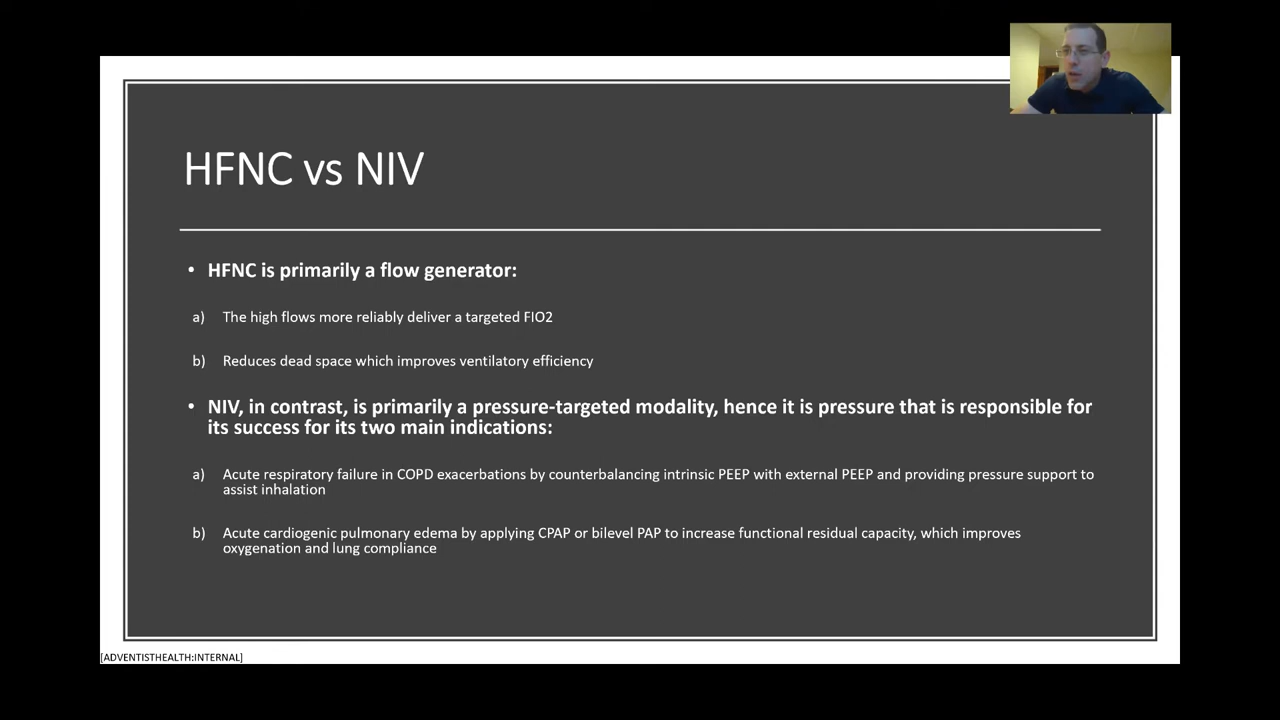 HFNC vs NIV
• HFNC is primarily a flow generator:
a) The high flows more reliably deliver a targeted FIO2
b) Reduces dead space which improves ventilatory efficiency
• NIV, in contrast, is primarily a pressure-targeted modality, hence it is pressure that is responsible for
its success for its two main indications:
a) Acute respiratory failure in COPD exacerbations by counterbalancing intrinsic PEEP with external PEEP and providing pressure support to
assist inhalation
b) Acute cardiogenic pulmonary edema by applying CPAP or bilevel PAP to increase functional residual capacity, which improves
oxygenation and lung compliance
[ADVENTISTHEALTH:INTERNAL]